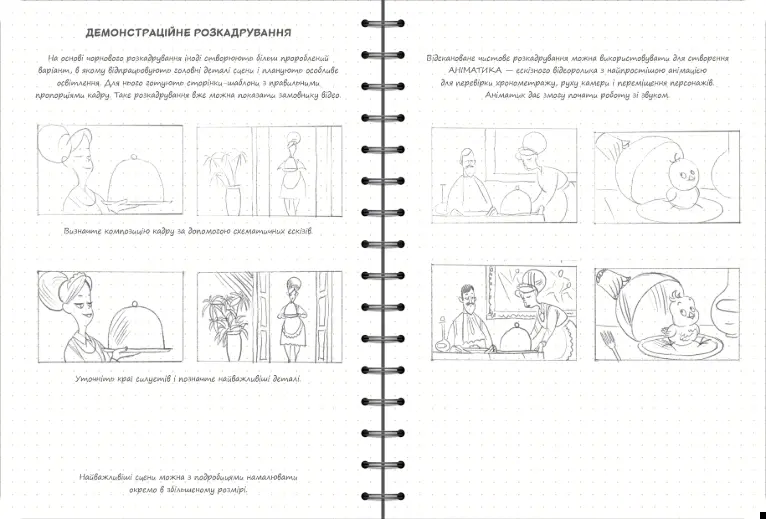 ДЕМОНСТРАЦІЙНЕ РОЗКАДРУВАННЯ
На основі чорнового розкадрування іноді створюють більш пророблений
варіант, в якому відпрацьовують головні деталі сцени і планують особливе
освітлення. Для нього готують сторінки-шаблони з правильними
пропорціями кадру. Таке розкадрування вже можна показати замовнику відео.
Визначте композицію кадру за допомогою схематичних ескізів.
Уточніть краї силуетів і позначте найважливіші деталі.
Найважливіші сцени можна з подробицями намалювати
окремо в збільшеному розмірі.
Відскановане чистове розкадрування можна використовувати для створення
АНІМАТИКА — ескізного відеоролика з найпростішою анімацією
для перевірки хронометражу, руху камери і переміщення персонажів.
Аніматик дає змогу почати роботу зі звуком.